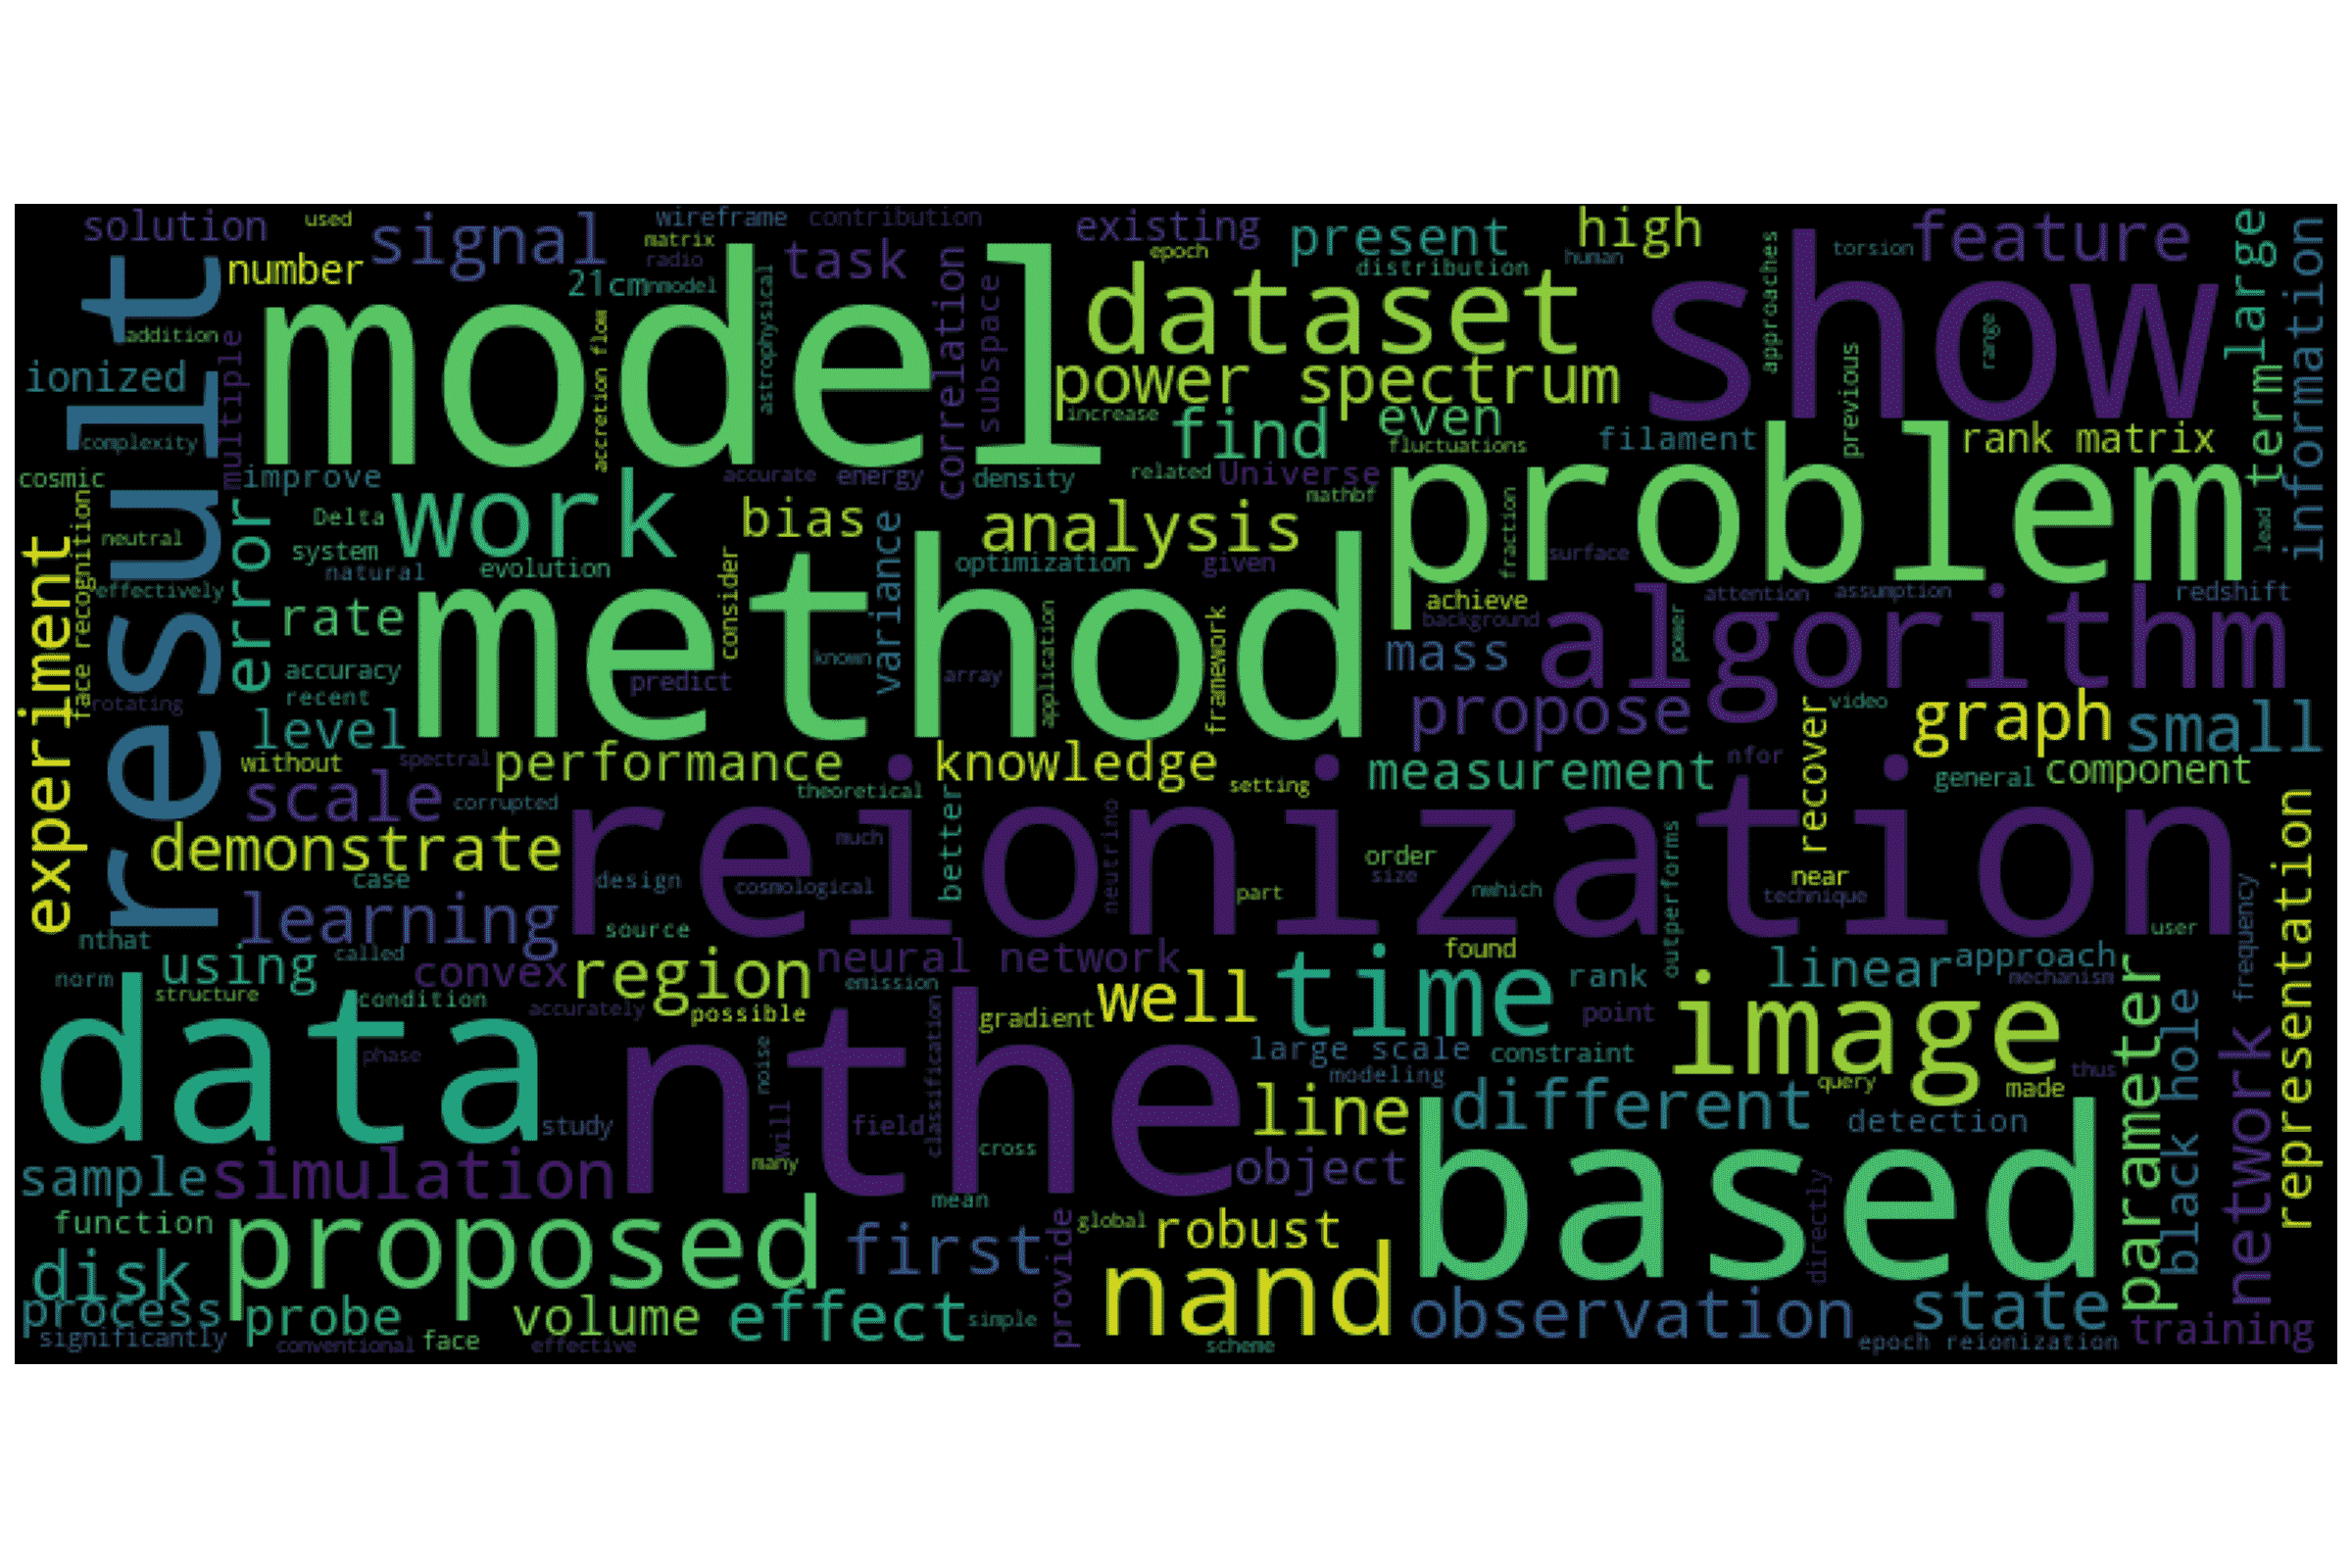 solution
used
signal
wireframe
contribution
existing
present
high
feature
number
matrix
radio
task
epoch
distribution
human
torsion
21cm
nmodel
model
dataset
show
result
addition
multiple
accretion flow
astrophysical
correlation
subspace
power spectrum
approaches
range
term
large
information
ionized
complexity
increase
find
even
fluctuations
filament
previous
rank matrix
cosmic
improve
accurate
energy
density
related
Universe
mathbf
problem
lead
neutral
Delta
work
bias
analysis
system
natural
evolution
optimization
given
fraction
surface
effectively
face recognition
experiment
error
rate
consider
variance
method
achieve
background
attention
assumption
redshift
algorithm
accuracy
recent
rotating
predict
known
array
application
framework
mass
power
propose
video
level
graph
small
without
spectral
performance
knowledge
measurement
nfor
recover
general
component
scale
corrupted
theoretical
setting
demonstrate
reionization
much
neutrino
better
order
size
outperforms
near
technique
case
design
cosmological
part
nwhich
learning
source
user
frequency
representation
nthat
called
using
convex
region
neural network
found
time
rank
linear
approach
mechanism
norm
structure
condition
accurately
possible
emission
gradient
well
point
image
data
nthe
phase
noise
large scale
constraint
modeling
query
made
thus
parameter
black hole
network
study
will
field
classification
line
different
detection
many
cross
object
based
directly
sample
simulation
mean
function
proposed
first
provide
global
robust
disk
nand
observation
state
process
probe
volume
effect
simple
significantly
conventional
face
effective
scheme
epoch reionization
training